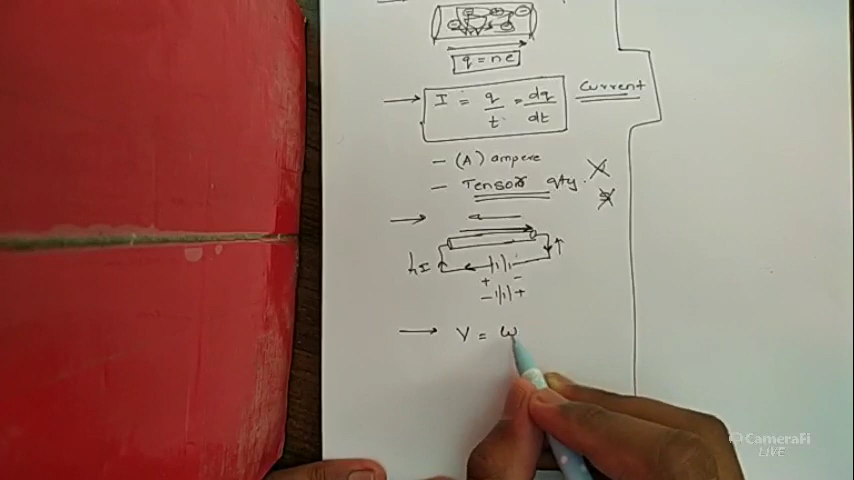 q = ne
I = q/t = dq/dt Current
- (A) ampere
- Tensor qty.
I
+ -
- +
V = W
CameraFi
LIVE